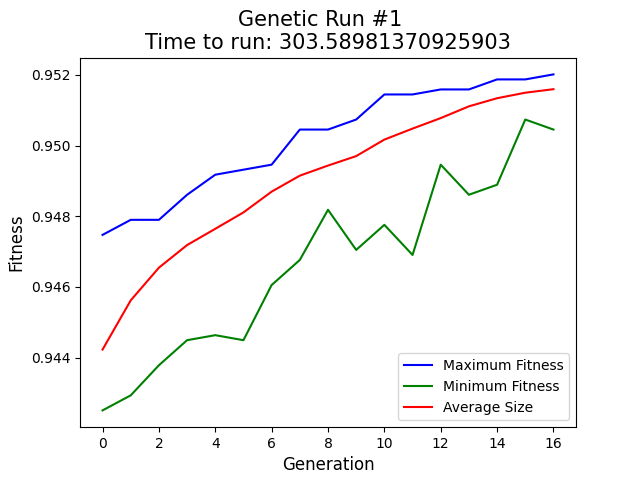 Genetic Run #1
Time to run: 303.58981370925903
0.952
0.950
0.948
0.946
0.944
Fitness
0 2 4 6 8 10 12 14 16
Generation
Maximum Fitness
Minimum Fitness
Average Size